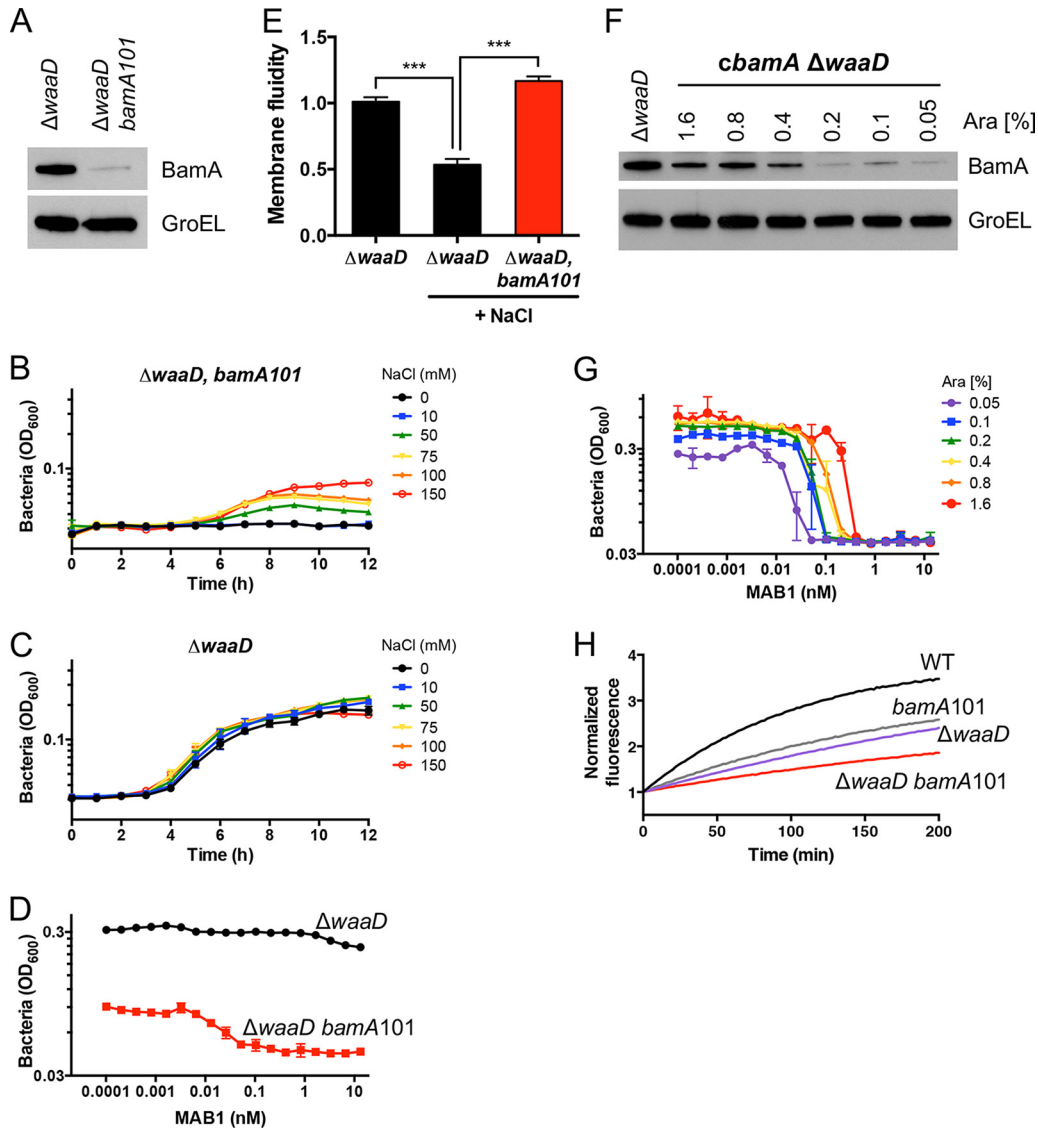 A
ΔwaaD
ΔwaaD
bamA101
BamA
GroEL
E
Membrane fluidity
1.5
1.0
0.5
0.0
***
***
ΔwaaD
ΔwaaD
ΔwaaD,
bamA101
+ NaCl
F
cbamA ΔwaaD
ΔwaaD
1.6
0.8
0.4
0.2
0.1
0.05
Ara [%]
BamA
GroEL
B
ΔwaaD, bamA101
Bacteria (OD600)
0.1
0 2 4 6 8 10 12
Time (h)
NaCl (mM)
0
10
50
75
100
150
C
ΔwaaD
Bacteria (OD600)
0.1
0 2 4 6 8 10 12
Time (h)
NaCl (mM)
0
10
50
75
100
150
D
Bacteria (OD600)
0.3
0.03
ΔwaaD
ΔwaaD bamA101
0.0001 0.001 0.01 0.1 1 10
MAB1 (nM)
G
Bacteria (OD600)
0.3
0.03
0.0001 0.001 0.01 0.1 1 10
MAB1 (nM)
Ara [%]
0.05
0.1
0.2
0.4
0.8
1.6
H
Normalized
fluorescence
4
3
2
1
WT
bamA101
ΔwaaD
ΔwaaD bamA101
0 50 100 150 200
Time (min)